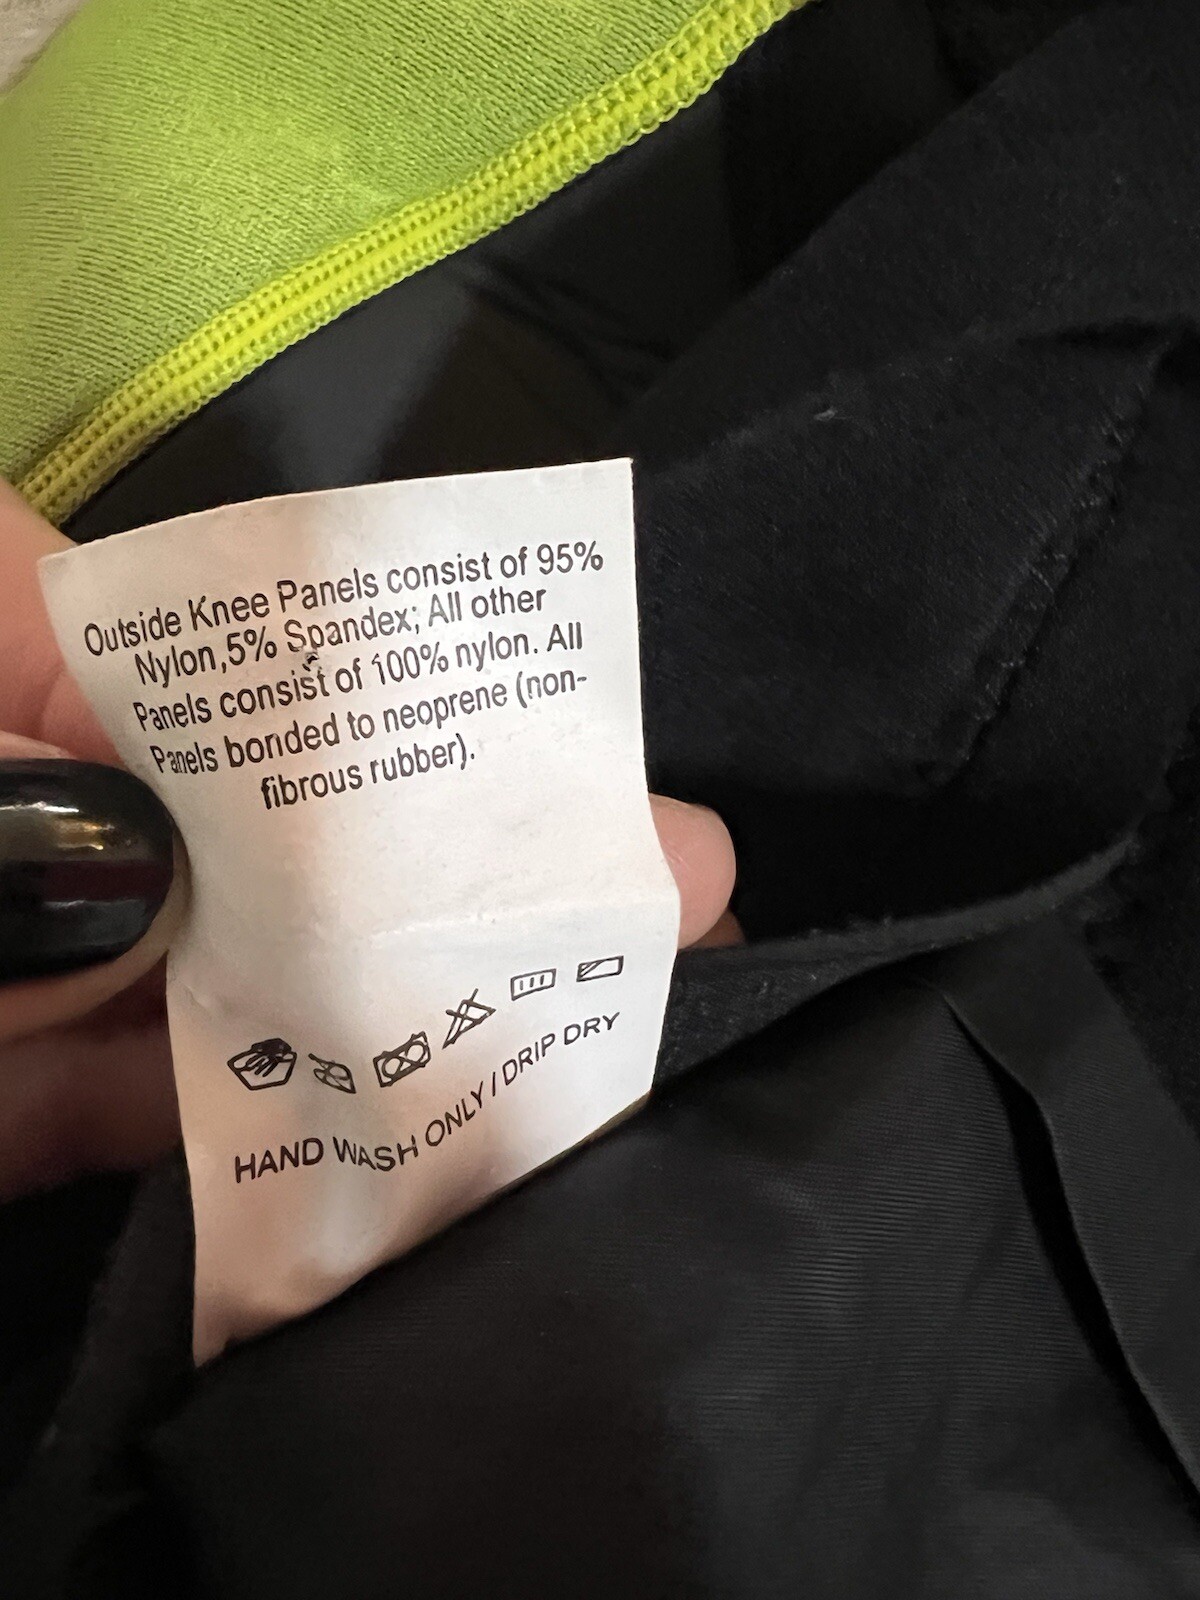 Outside Knee Panels consist of 95%
Nylon,5% Spandex; All other
Panels consist of 100% nylon. All
Panels bonded to neoprene (non-
fibrous rubber).
HAND WASH ONLY / DRIP DRY